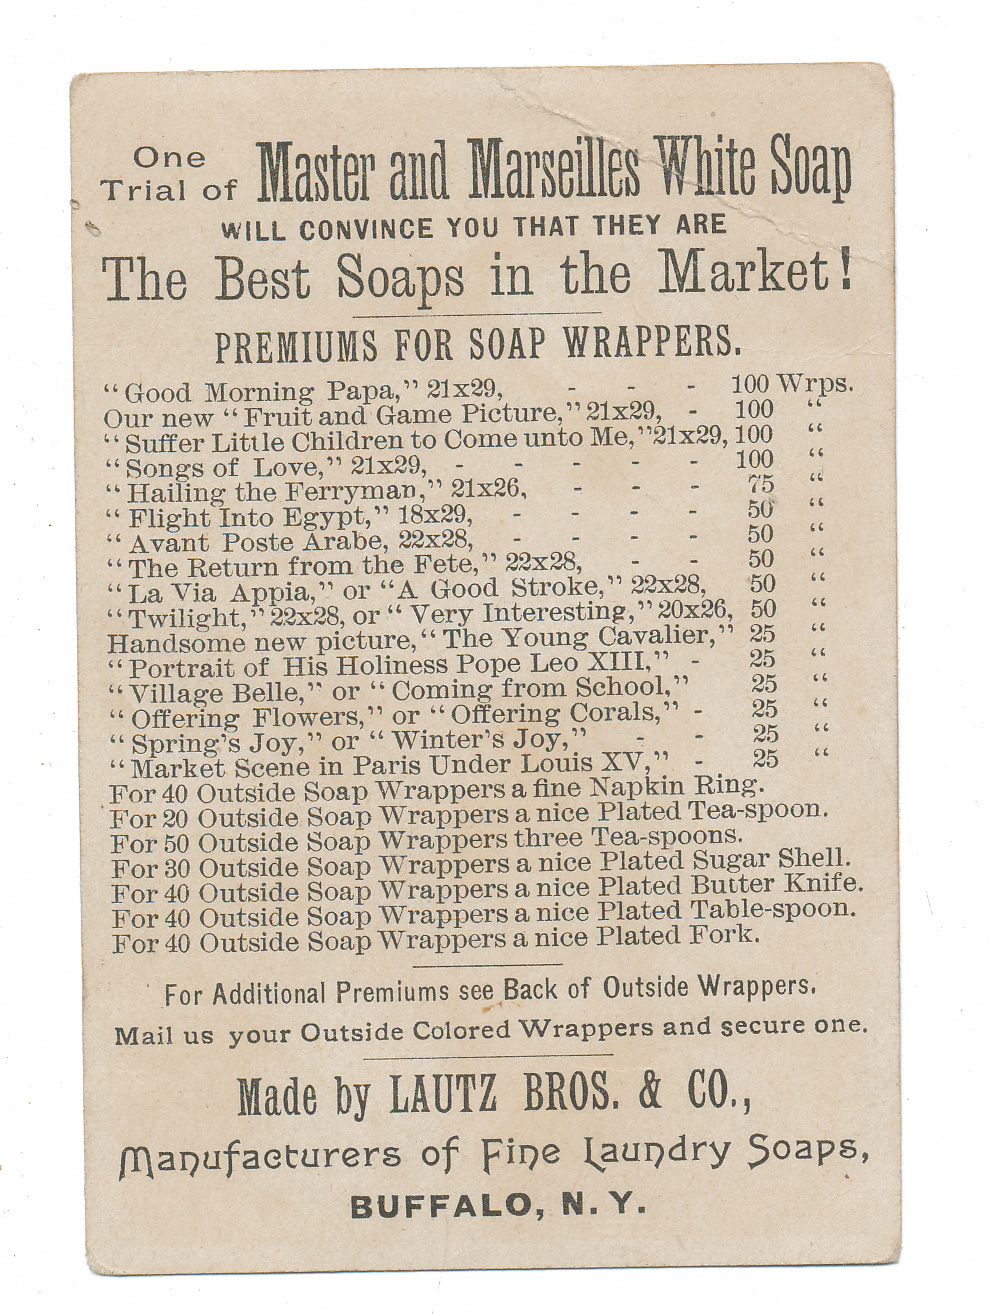 One
Trial of Master and Marseilles White Soap
WILL CONVINCE YOU THAT THEY ARE
The Best Soaps in the Market!
PREMIUMS FOR SOAP WRAPPERS.
“Good Morning Papa,” 21x29, - - - 100 Wrps.
Our new “Fruit and Game Picture,” 21x29, - 100 “
“Suffer Little Children to Come unto Me,” 21x29, 100 “
“Songs of Love,” 21x29, - - - - - 100 “
“Hailing the Ferryman,” 21x26, - - - 75 “
“Flight Into Egypt,” 18x29, - - - - 50 “
“Avant Poste Arabe, 22x28, - - - - 50 “
“The Return from the Fete,” 22x28, - - 50 “
“La Via Appia,” or “A Good Stroke,” 22x28, 50 “
“Twilight,” 22x28, or “Very Interesting,” 20x26, 50 “
Handsome new picture, “The Young Cavalier,” 25 “
“Portrait of His Holiness Pope Leo XIII,” - 25 “
“Village Belle,” or “Coming from School,” 25 “
“Offering Flowers,” or “Offering Corals,” - 25 “
“Spring's Joy,” or “Winter's Joy,” - - 25 “
“Market Scene in Paris Under Louis XV,” - 25 “
For 40 Outside Soap Wrappers a fine Napkin Ring.
For 20 Outside Soap Wrappers a nice Plated Tea-spoon.
For 50 Outside Soap Wrappers three Tea-spoons.
For 30 Outside Soap Wrappers a nice Plated Sugar Shell.
For 40 Outside Soap Wrappers a nice Plated Butter Knife.
For 40 Outside Soap Wrappers a nice Plated Table-spoon.
For 40 Outside Soap Wrappers a nice Plated Fork.
For Additional Premiums see Back of Outside Wrappers.
Mail us your Outside Colored Wrappers and secure one.
Made by LAUTZ BROS. & CO.,
Manufacturers of Fine Laundry Soaps,
BUFFALO, N. Y.